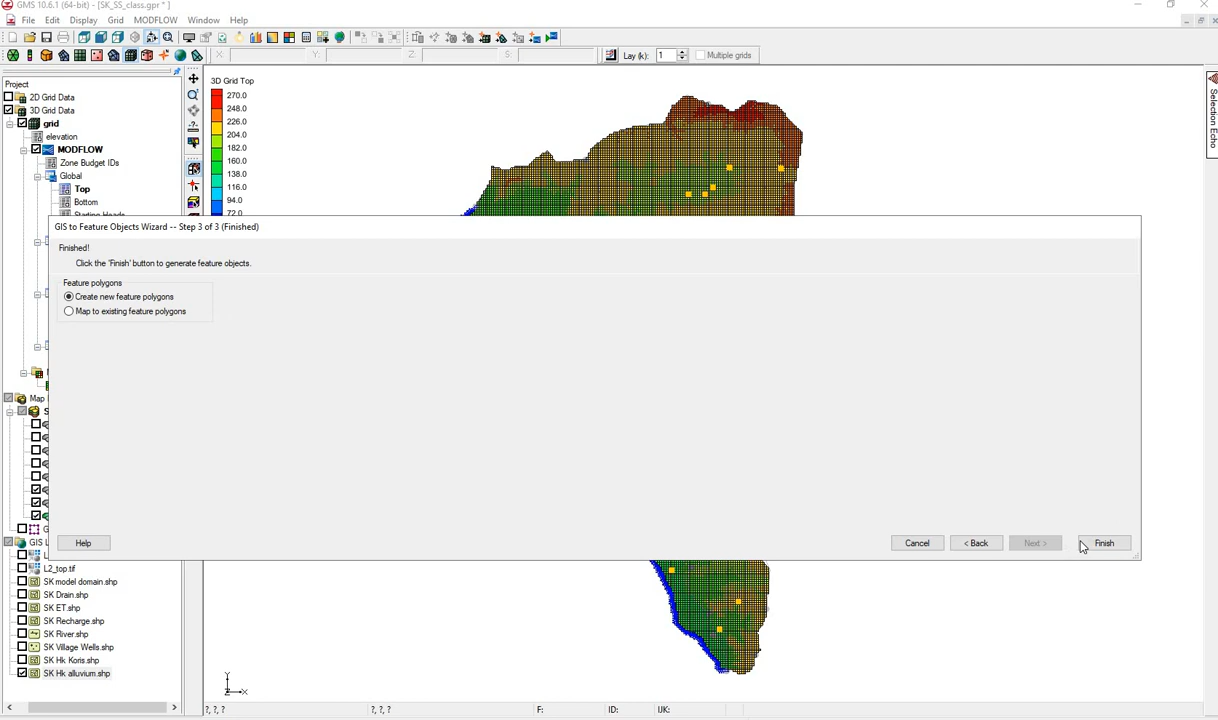 GMS 10.6.1 (64-bit) - [SK_SS_class.gpr * ]
File Edit Display Grid MODFLOW Window Help
X: Y: Z: S: Lay (k): 1 Multiple grids
Project
2D Grid Data
3D Grid Data
grid
elevation
MODFLOW
Zone Budget IDs
Global
Top
Bottom
Starting Heads
3D Grid Top
270.0
248.0
226.0
204.0
182.0
160.0
138.0
116.0
94.0
72.0
Selection Echo
GIS to Feature Objects Wizard -- Step 3 of 3 (Finished)
Finished!
Click the 'Finish' button to generate feature objects.
Feature polygons
Create new feature polygons
Map to existing feature polygons
Help
Cancel
< Back
Next >
Finish
Map
S
GIS L
L2_top.tif
SK model domain.shp
SK Drain.shp
SK ET.shp
SK Recharge.shp
SK River.shp
SK Village Wells.shp
SK Hk Koris.shp
SK Hk alluvium.shp
Y
Z X
?, ?, ? ?, ?, ? F: ID: IJK: